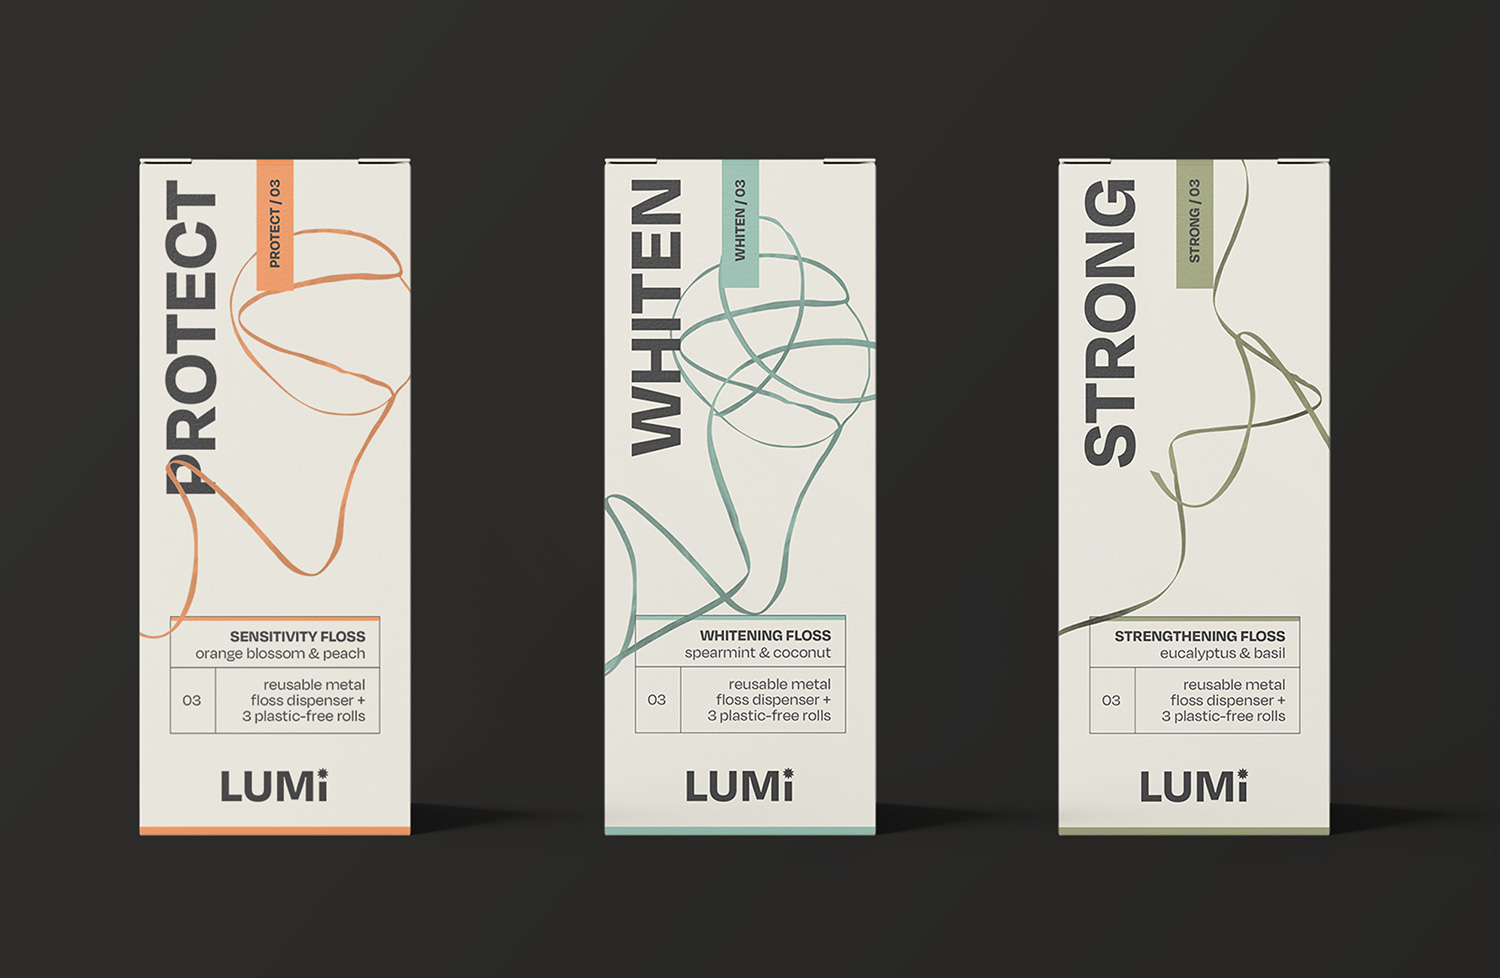 PROTECT
PROTECT / 03
SENSITIVITY FLOSS
orange blossom & peach
03
reusable metal
floss dispenser +
3 plastic-free rolls
LUMi
WHITEN
WHITEN / 03
WHITENING FLOSS
spearmint & coconut
03
reusable metal
floss dispenser +
3 plastic-free rolls
LUMi
STRONG
STRONG / 03
STRENGTHENING FLOSS
eucalyptus & basil
03
reusable metal
floss dispenser +
3 plastic-free rolls
LUMi